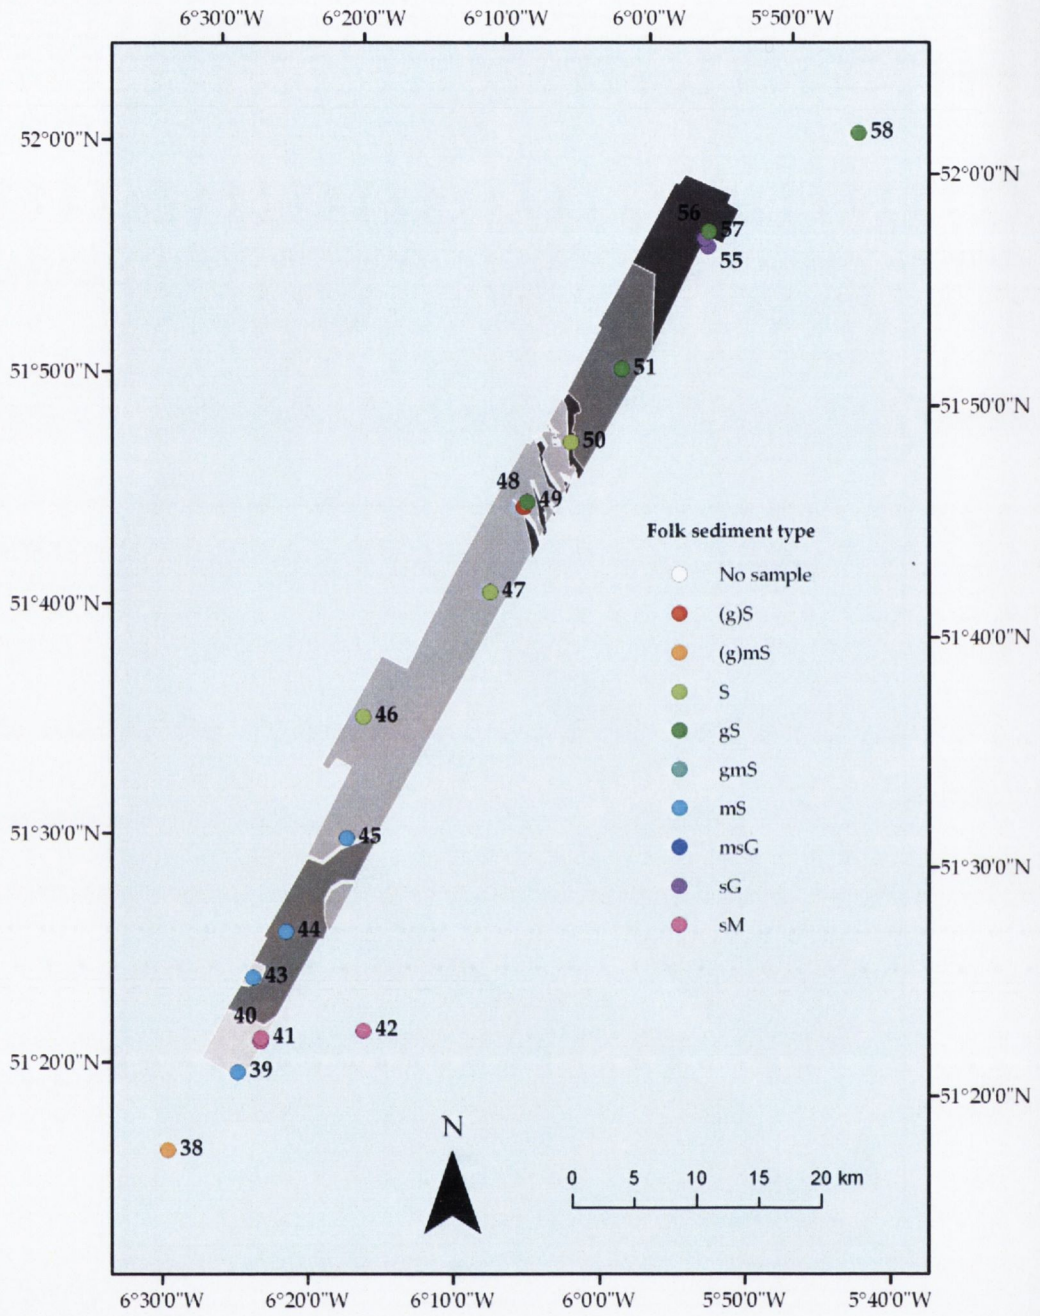 6°30'0"W 6°20'0"W 6°10'0"W 6°0'0"W 5°50'0"W
58
52°0'0"N
52°0'0"N
56
57
55
51°50'0"N
51
51°50'0"N
50
48
49
Folk sediment type
No sample
51°40'0"N
47
(g)S
51°40'0"N
(g)mS
S
46
gS
gmS
mS
51°30'0"N
45
msG
51°30'0"N
sG
sM
44
43
40
41
42
51°20'0"N
39
51°20'0"N
N
38
0 5 10 15 20 km
6°30'0"W 6°20'0"W 6°10'0"W 6°0'0"W 5°50'0"W 5°40'0"W